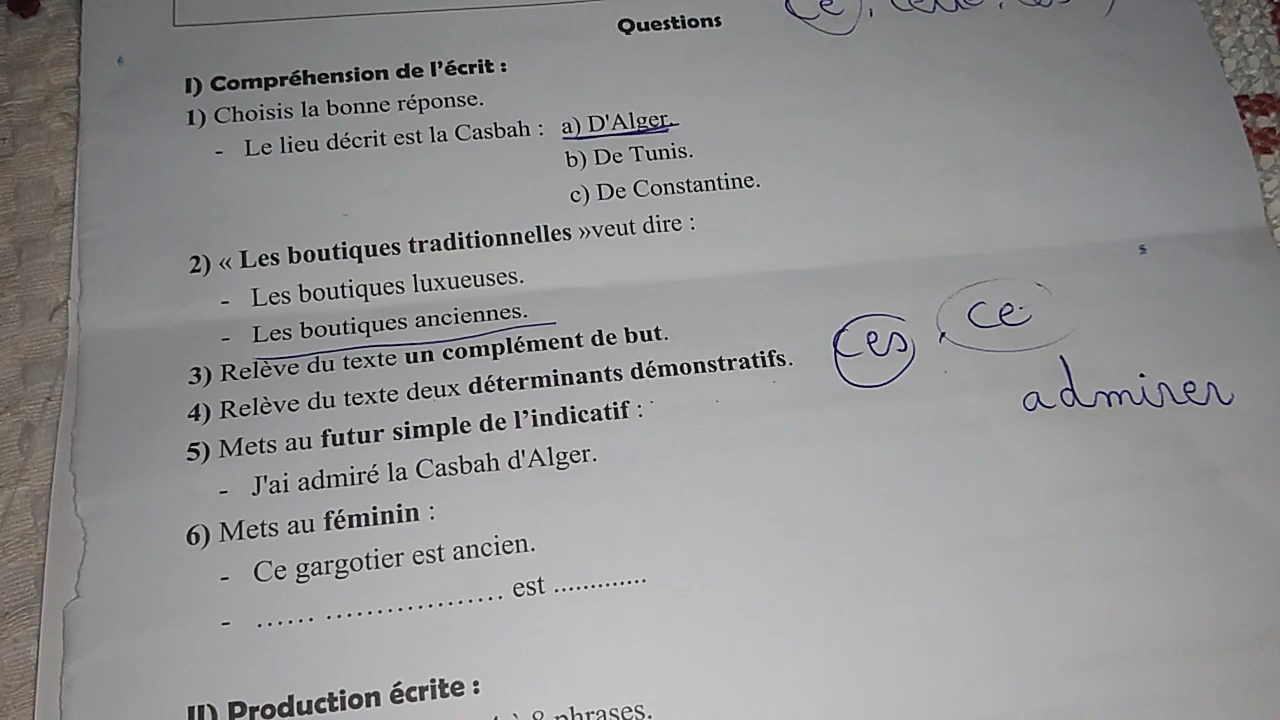 Questions
I) Compréhension de l'écrit :
1) Choisis la bonne réponse.
- Le lieu décrit est la Casbah : a) D'Alger.
b) De Tunis.
c) De Constantine.
2) « Les boutiques traditionnelles »veut dire :
- Les boutiques luxueuses.
- Les boutiques anciennes.
3) Relève du texte un complément de but.
4) Relève du texte deux déterminants démonstratifs.
ces, ce
admirer
5) Mets au futur simple de l'indicatif :
- J'ai admiré la Casbah d'Alger.
6) Mets au féminin :
- Ce gargotier est ancien.
- ...... .................... est .............
II) Production écrite :
8 phrases.